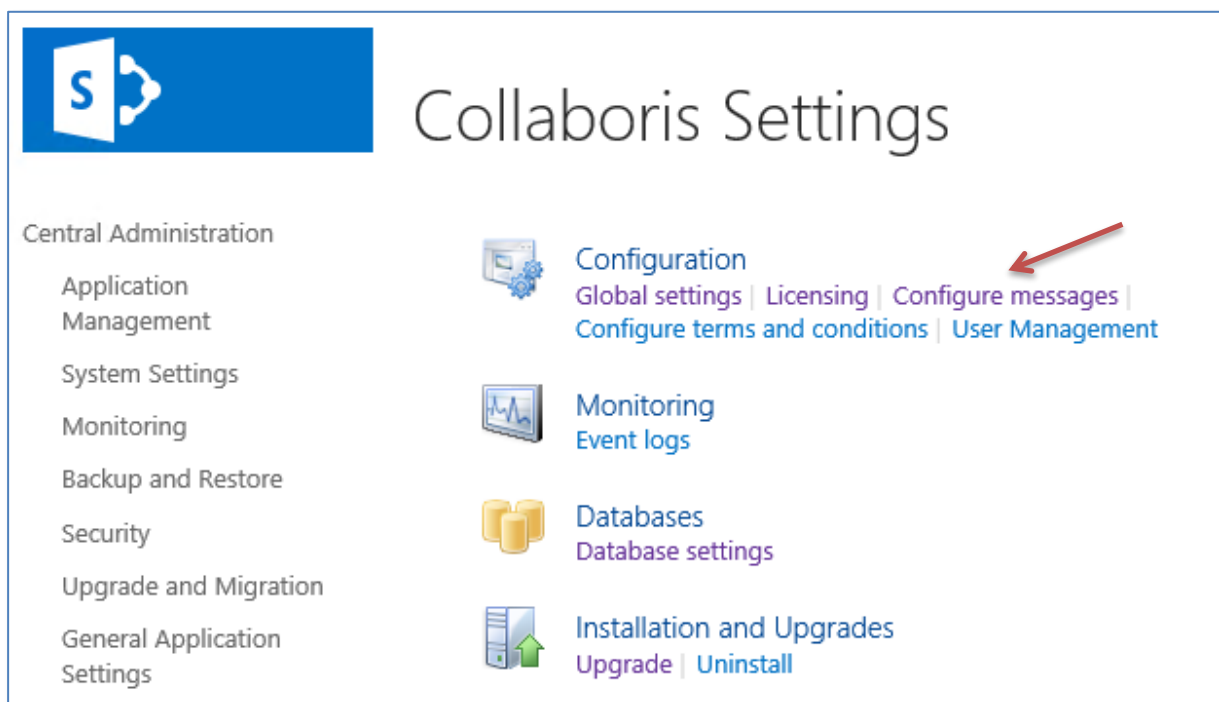 S
Collaboris Settings
Central Administration
Application
Management
System Settings
Monitoring
Backup and Restore
Security
Upgrade and Migration
General Application
Settings
Configuration
Global settings | Licensing | Configure messages |
Configure terms and conditions | User Management
Monitoring
Event logs
Databases
Database settings
Installation and Upgrades
Upgrade | Uninstall